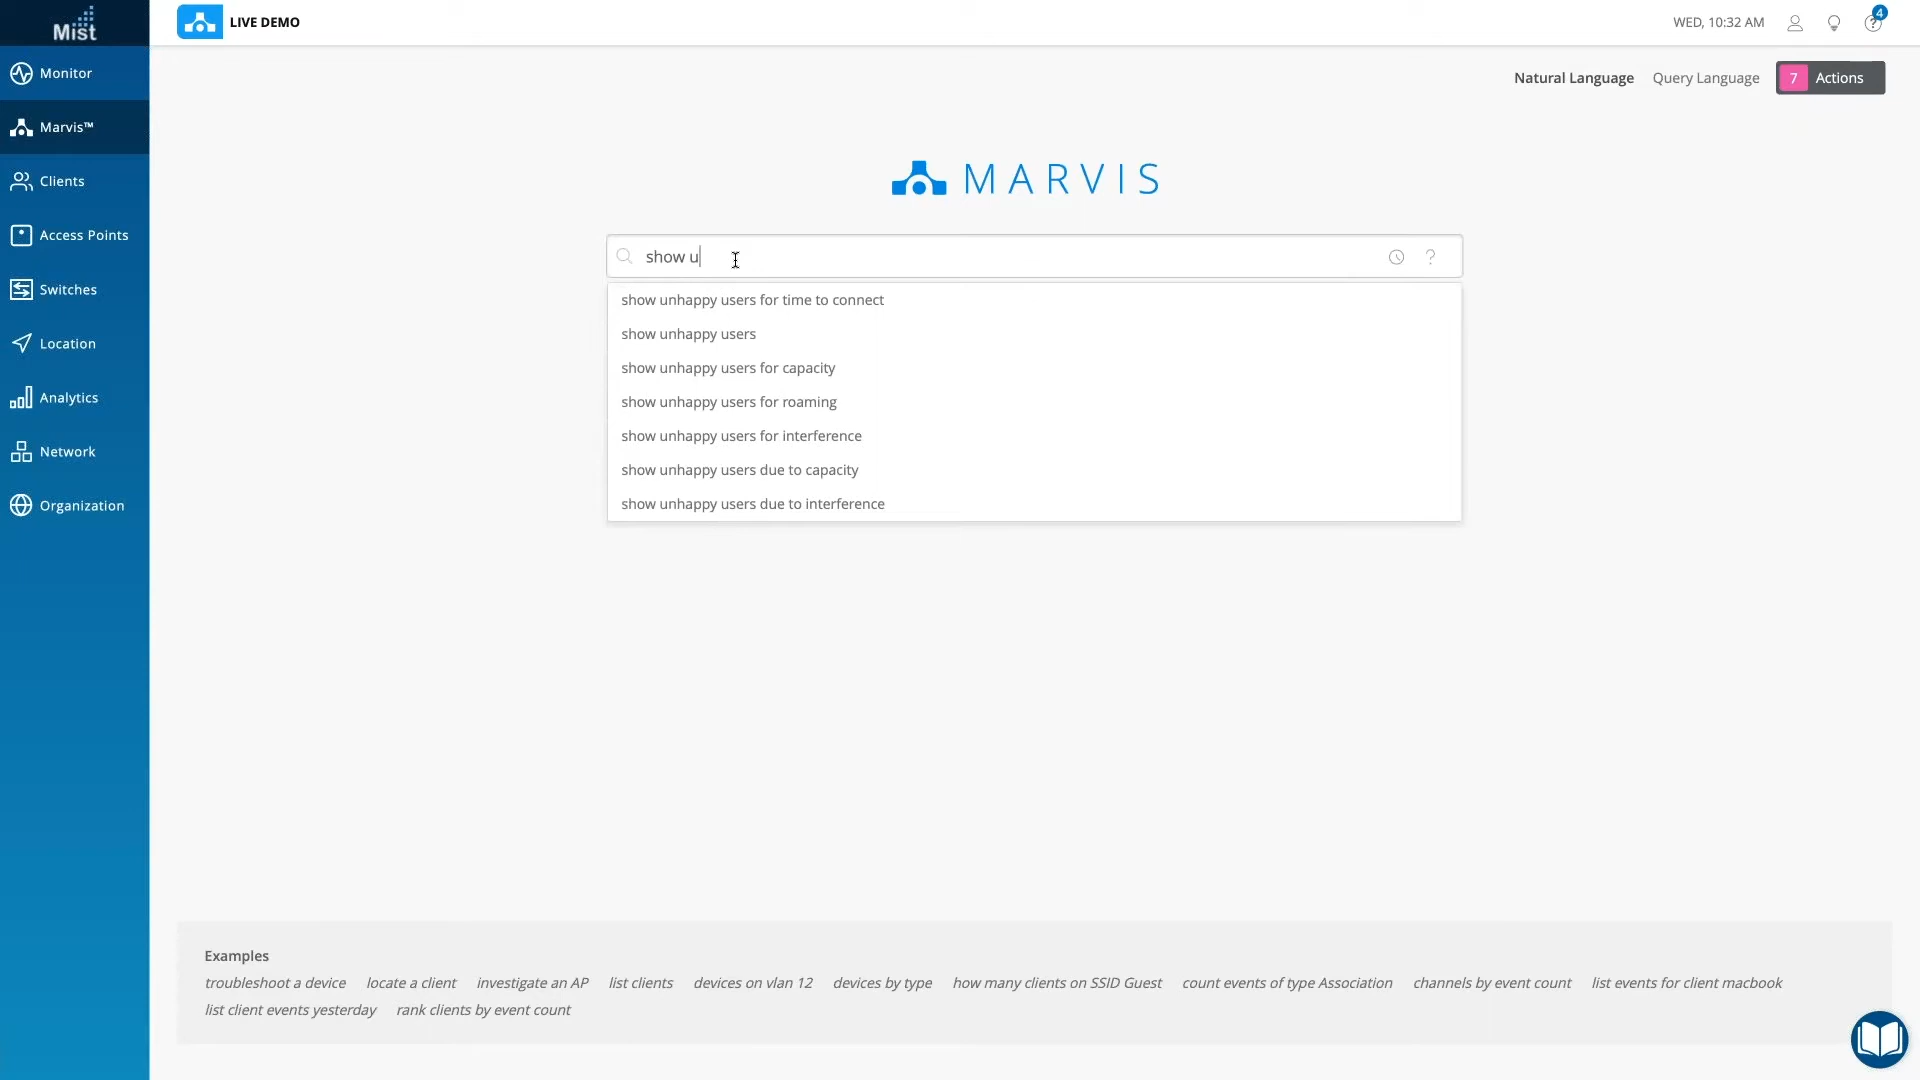 Mist
LIVE DEMO
WED, 10:32 AM
4
Monitor
Marvis™
Clients
Access Points
Switches
Location
Analytics
Network
Organization
Natural Language Query Language 7 Actions
MARVIS
show u
?
show unhappy users for time to connect
show unhappy users
show unhappy users for capacity
show unhappy users for roaming
show unhappy users for interference
show unhappy users due to capacity
show unhappy users due to interference
Examples
troubleshoot a device locate a client investigate an AP list clients devices on vlan 12 devices by type how many clients on SSID Guest count events of type Association channels by event count list events for client macbook
list client events yesterday rank clients by event count